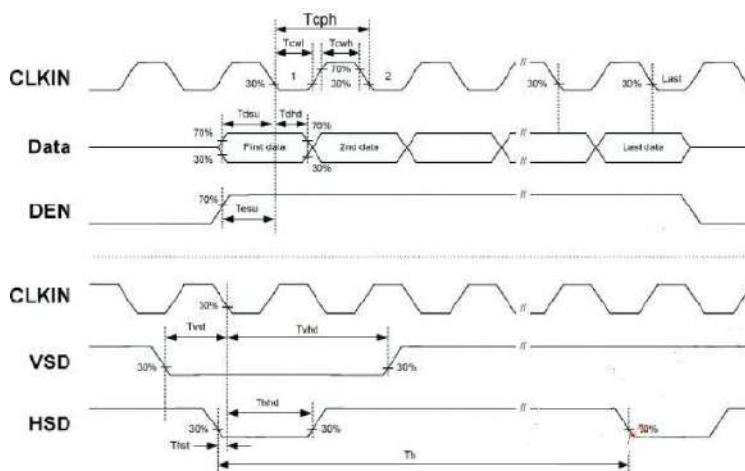 Tcph
Tcwl Tcwh
CLKIN 30% 1 70% 30% 2 // 30% 30% Last
Tdsu Tdhd
Data 70% 30% First data 70% 30% 2nd data // Last data
DEN 70% Tesu //
CLKIN 30% //
Tvst Tvhd
VSD 30% 30% //
Thhd
HSD 30% 30% // 30%
Thst
Th